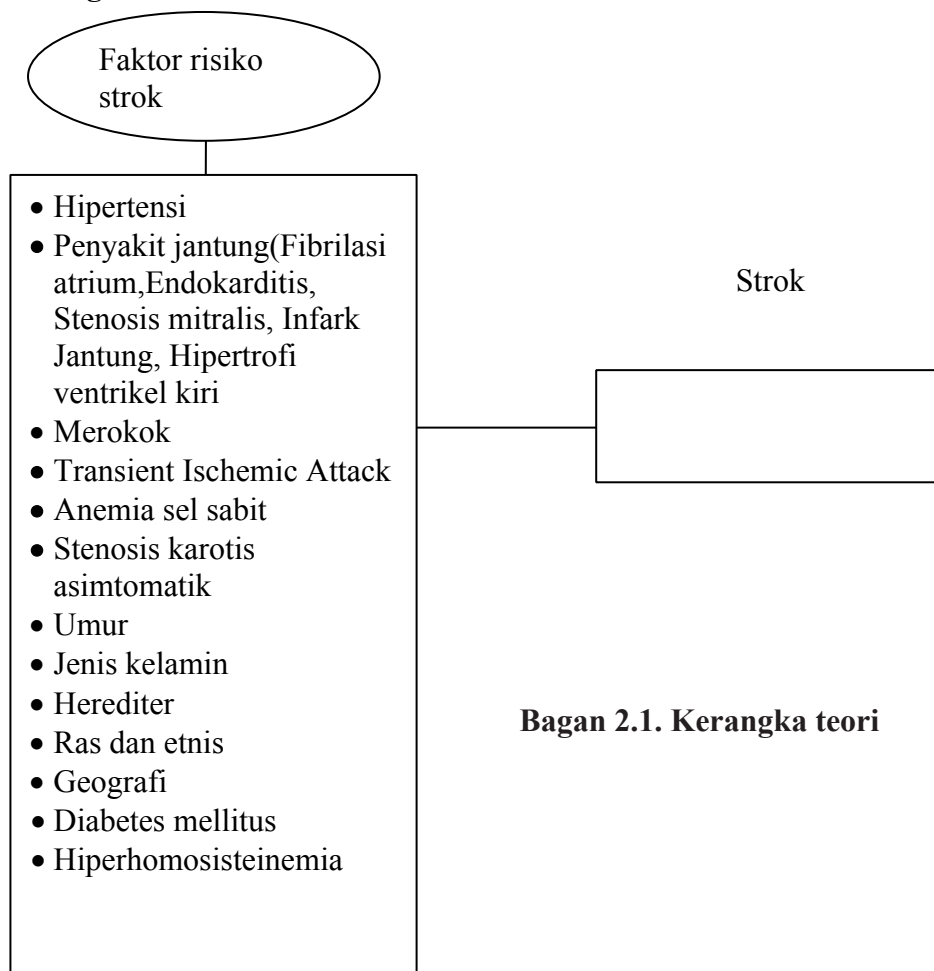 Faktor risiko
strok
• Hipertensi
• Penyakit jantung(Fibrilasi
atrium,Endokarditis,
Stenosis mitralis, Infark
Jantung, Hipertrofi
ventrikel kiri
• Merokok
• Transient Ischemic Attack
• Anemia sel sabit
• Stenosis karotis
asimtomatik
• Umur
• Jenis kelamin
• Herediter
• Ras dan etnis
• Geografi
• Diabetes mellitus
• Hiperhomosisteinemia
Strok
Bagan 2.1. Kerangka teori